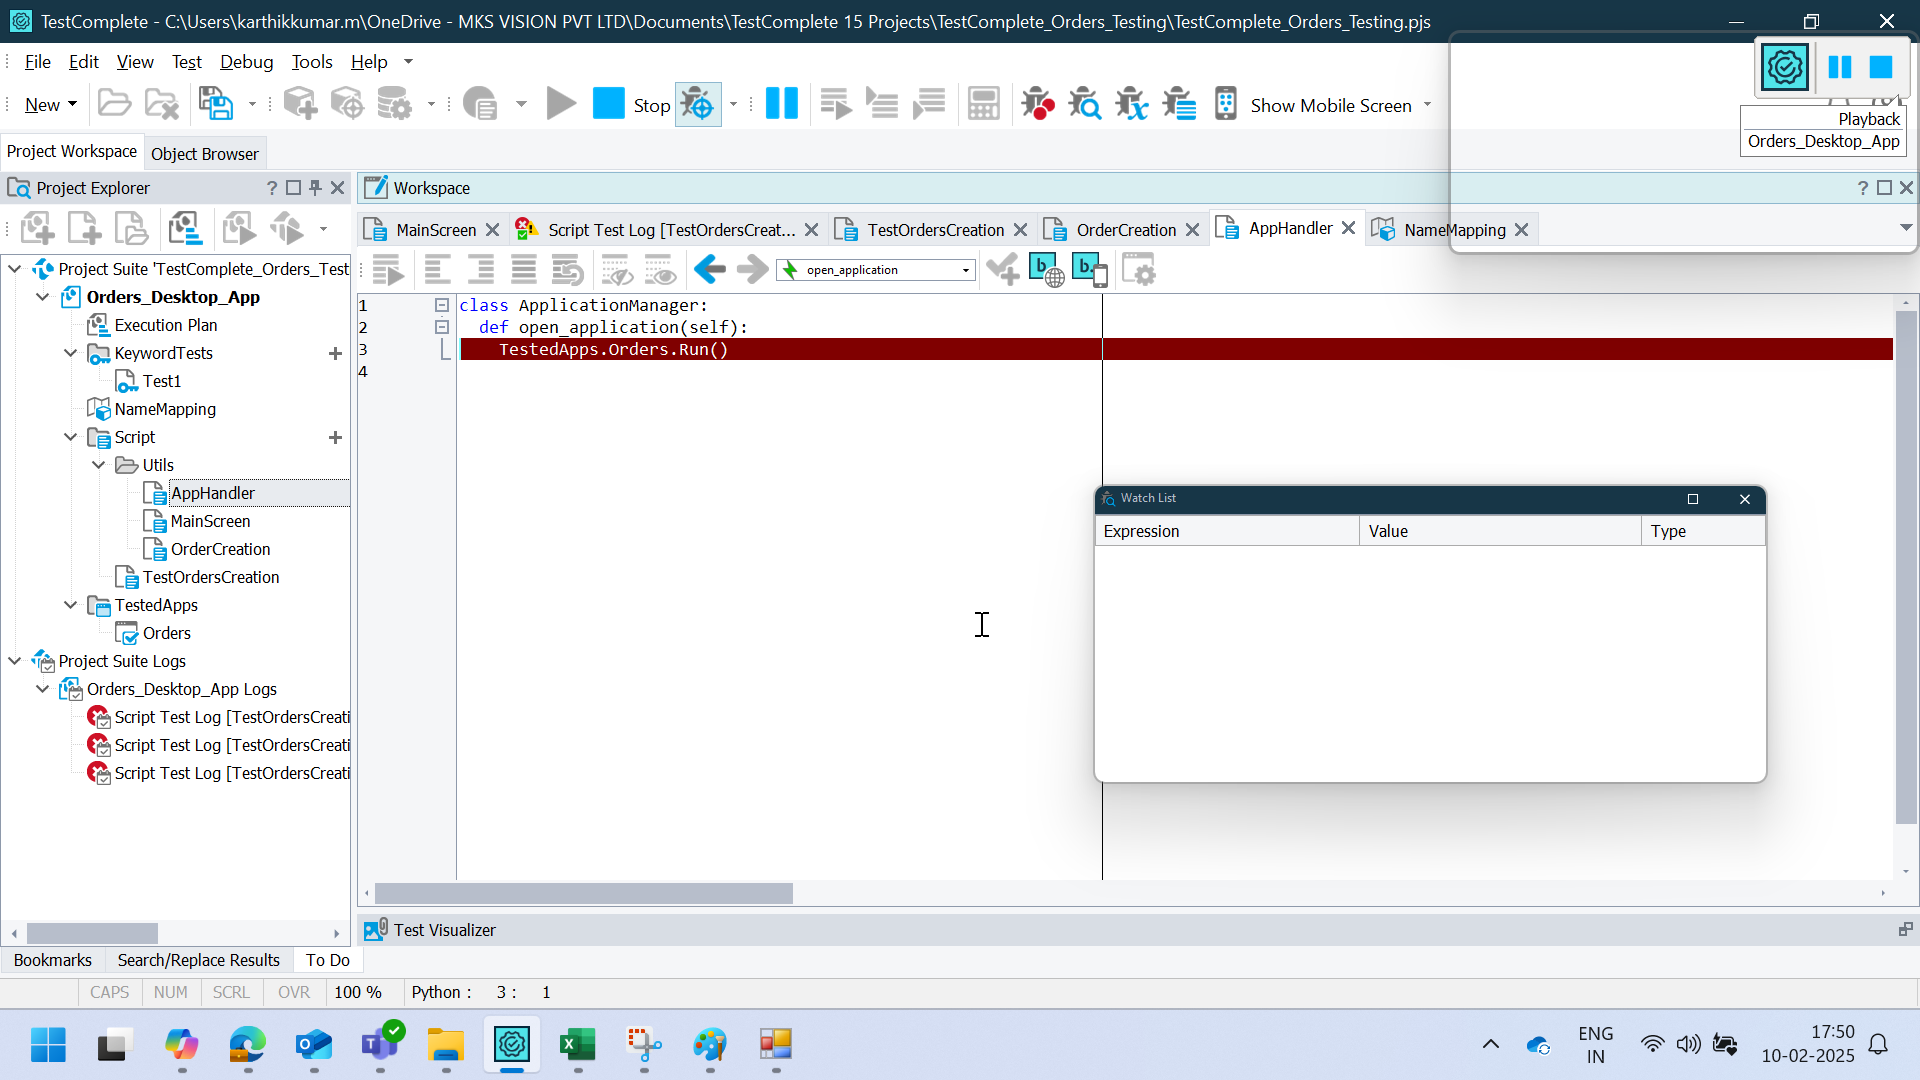 TestComplete - C:\Users\karthikkumar.m\OneDrive - MKS VISION PVT LTD\Documents\TestComplete 15 Projects\TestComplete_Orders_Testing\TestComplete_Orders_Testing.pjs
File Edit View Test Debug Tools Help
New Stop Show Mobile Screen
Playback
Orders_Desktop_App
Project Workspace Object Browser
Project Explorer
Workspace
MainScreen Script Test Log [TestOrdersCreat... TestOrdersCreation OrderCreation AppHandler NameMapping
open_application
Project Suite 'TestComplete_Orders_Test
Orders_Desktop_App
Execution Plan
KeywordTests
Test1
NameMapping
Script
Utils
AppHandler
MainScreen
OrderCreation
TestOrdersCreation
TestedApps
Orders
Project Suite Logs
Orders_Desktop_App Logs
Script Test Log [TestOrdersCreati
Script Test Log [TestOrdersCreati
Script Test Log [TestOrdersCreati
1 class ApplicationManager:
2 def open_application(self):
3 TestedApps.Orders.Run()
4
Watch List
Expression Value Type
Test Visualizer
Bookmarks Search/Replace Results To Do
CAPS NUM SCRL OVR 100 % Python : 3 : 1
ENG
IN
17:50
10-02-2025